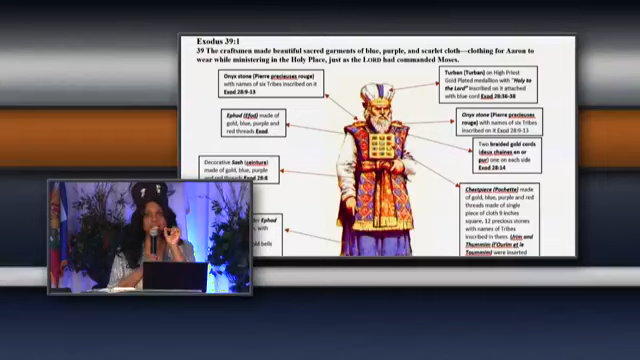 Exodus 39:1
39 The craftsmen made beautiful sacred garments of blue, purple, and scarlet cloth—clothing for Aaron to
wear while ministering in the Holy Place, just as the LORD had commanded Moses.
Onyx stone (Pierre precieuses rouge)
with names of six Tribes inscribed on it
Exod 28:9-13
Turban (Turban) on High Priest
Gold Plated medallion with "Holy to
the Lord" inscribed on it attached
with blue cord Exod 28:36-38
Ephod (Efod) made of
gold, blue, purple and
red threads Exod.
Onyx stone (Pierre precieuses
rouge) with names of six Tribes
inscribed on it Exod 28:9-13
Two braided gold cords
(deux chaines en or
pur) one on each side
Exod 28:14
Decorative Sash (ceinture)
made of gold, blue, purple
and red threads Exod 28:8
Chestpiece (Pochette) made
of gold, blue, purple and red
threads made of single
piece of cloth 9 inches
square, 12 precious stones
with names of Tribes
inscribed in them. Urim and
Thummim (l'Ourim et le
Toummim) were inserted
Ephod
with
bells